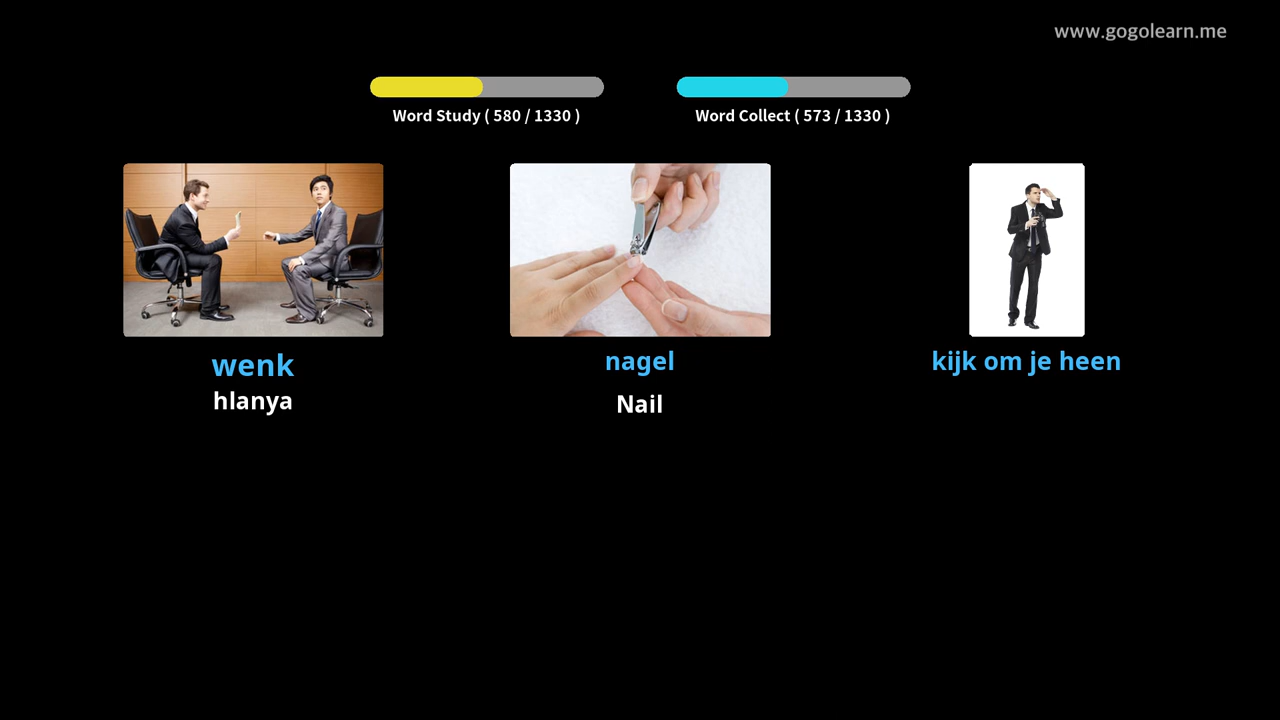 www.gogolearn.me
Word Study ( 580 / 1330 )
Word Collect ( 573 / 1330 )
wenk
hlanya
nagel
Nail
kijk om je heen